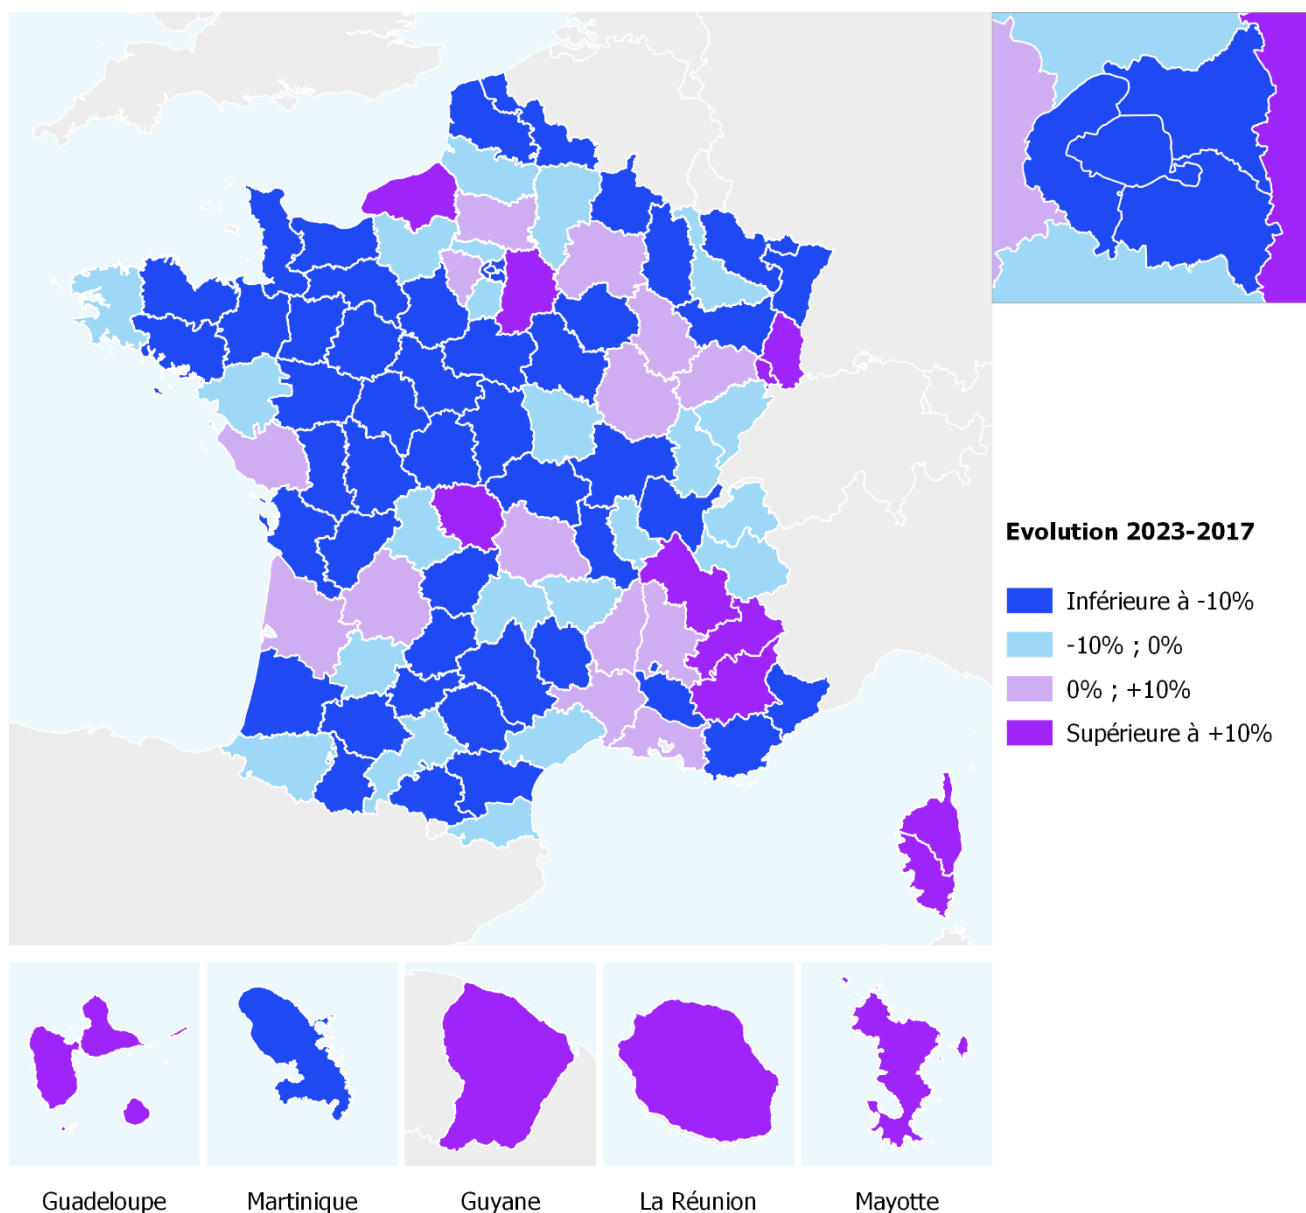 Evolution 2023-2017
Inférieure à -10%
-10% ; 0%
0% ; +10%
Supérieure à +10%
Guadeloupe
Martinique
Guyane
La Réunion
Mayotte